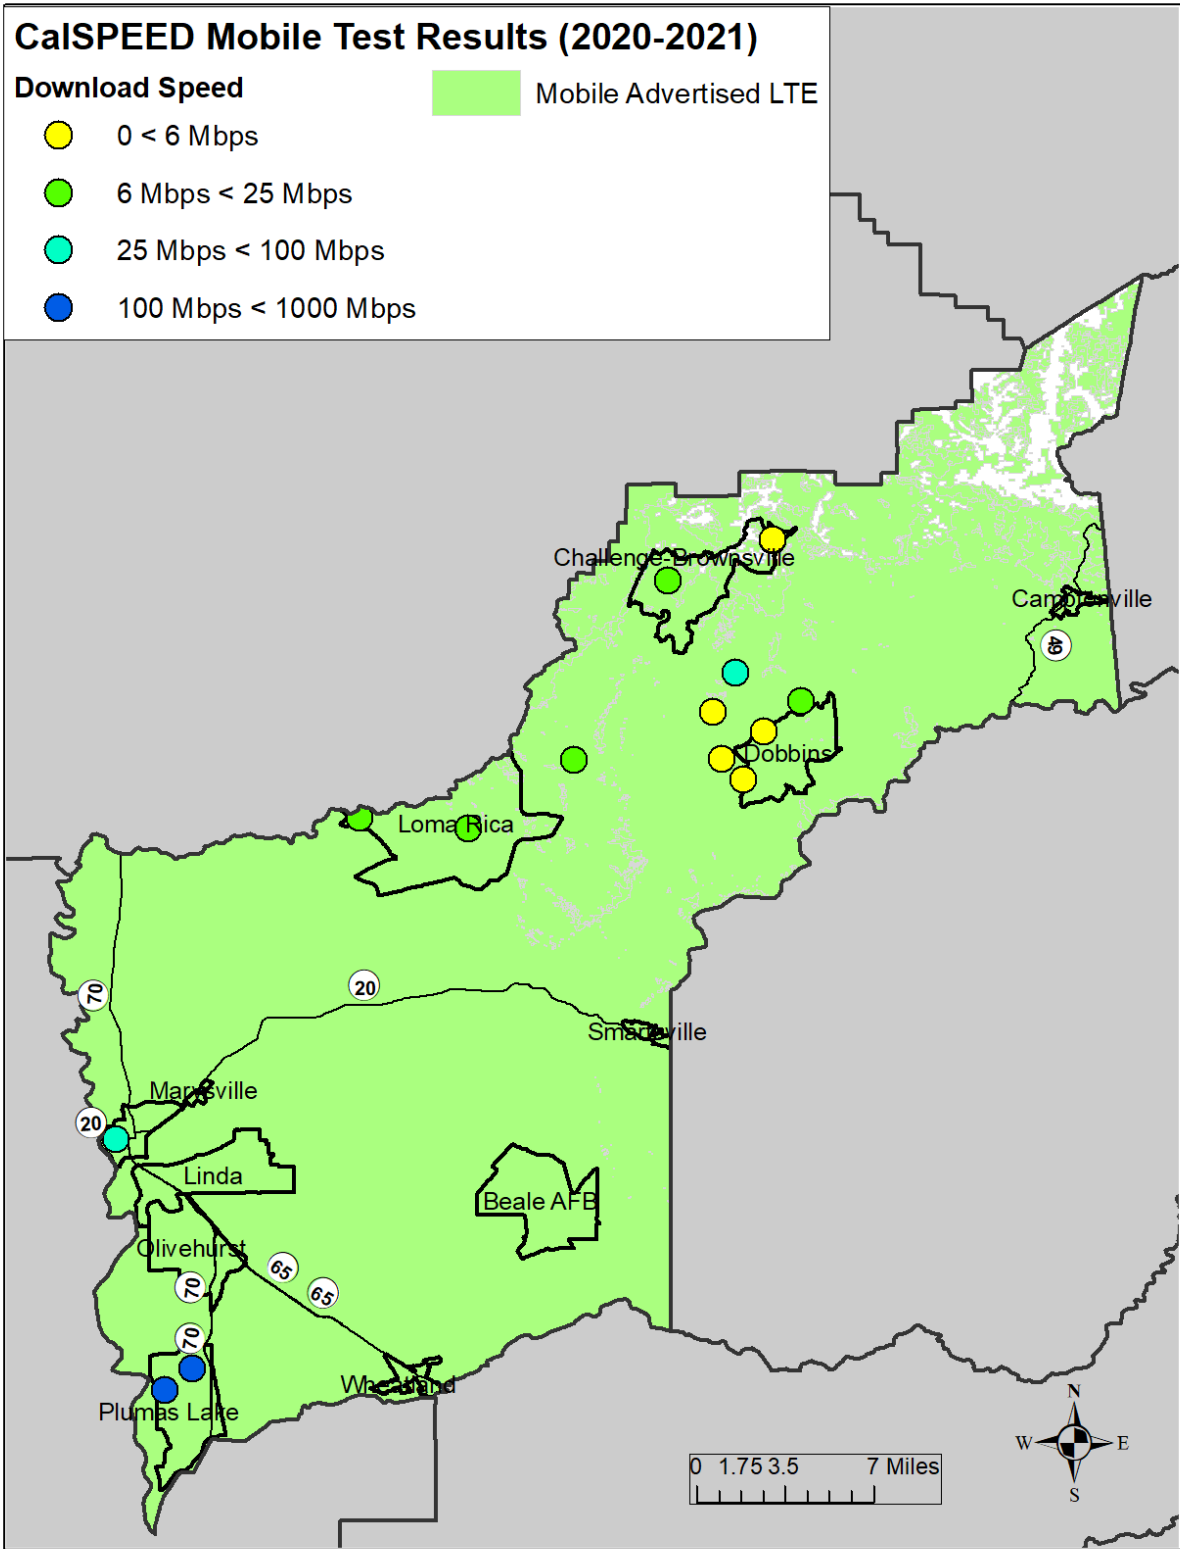 CalSPEED Mobile Test Results (2020-2021)
Download Speed
Mobile Advertised LTE
0 < 6 Mbps
6 Mbps < 25 Mbps
25 Mbps < 100 Mbps
100 Mbps < 1000 Mbps
Challenge-Brownsville
Camptonville
49
Dobbins
Loma Rica
70
20
Smartsville
Marysville
20
Linda
Beale AFB
Olivehurst
65
65
70
70
Wheatland
Plumas Lake
N
W E
S
0 1.75 3.5 7 Miles